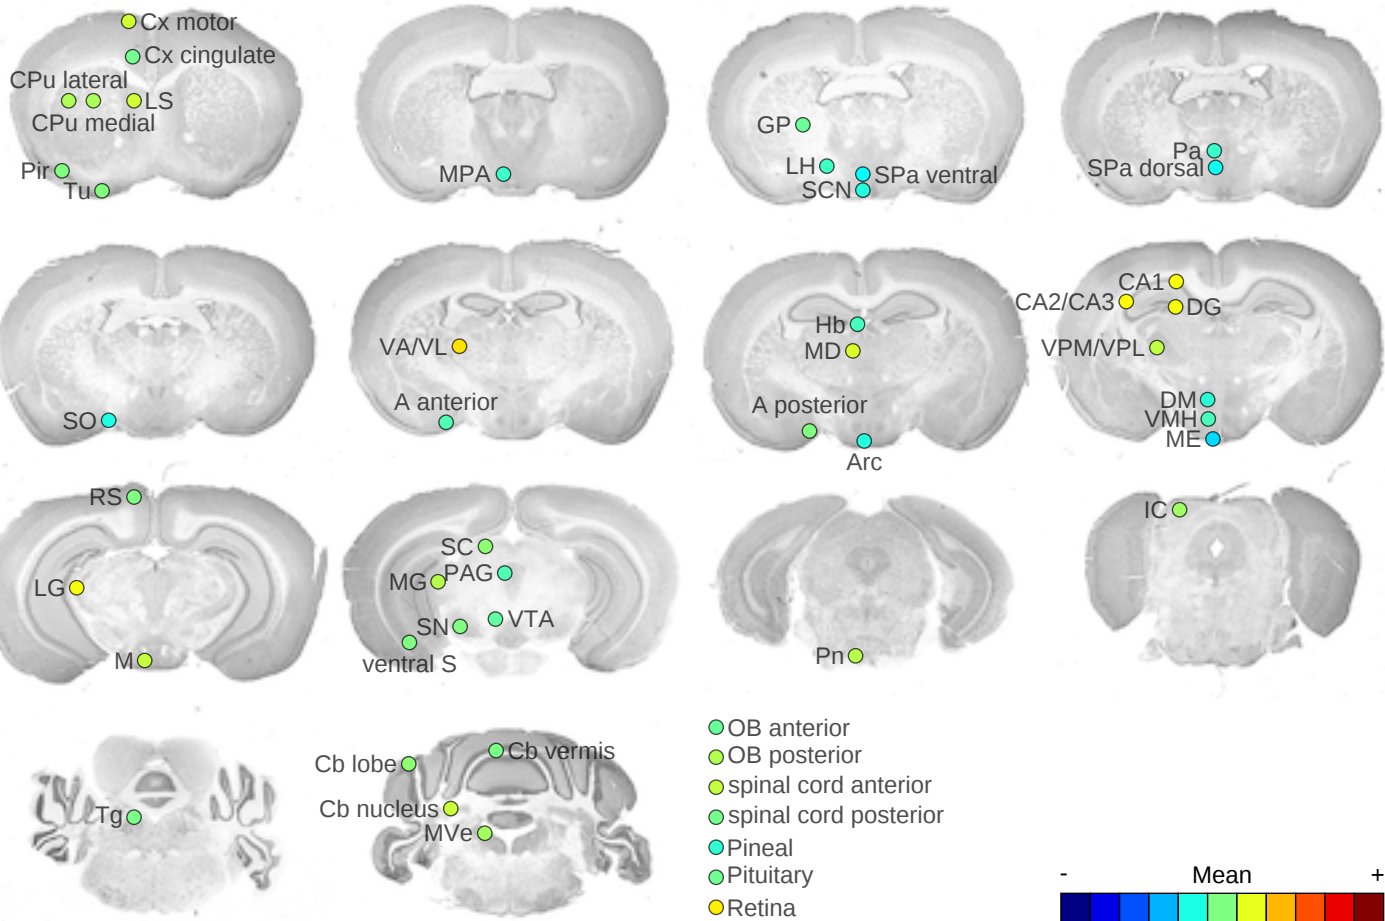 Cx motor
Cx cingulate
CPu lateral
LS
CPu medial
Pir
Tu
MPA
GP
LH
SPa ventral
SCN
Pa
SPa dorsal
SO
VA/VL
A anterior
Hb
MD
A posterior
Arc
CA1
CA2/CA3
DG
VPM/VPL
DM
VMH
ME
RS
LG
M
SC
MG
PAG
SN
VTA
ventral S
Pn
IC
Tg
Cb lobe
Cb vermis
Cb nucleus
MVe
OB anterior
OB posterior
spinal cord anterior
spinal cord posterior
Pineal
Pituitary
Retina
- Mean +